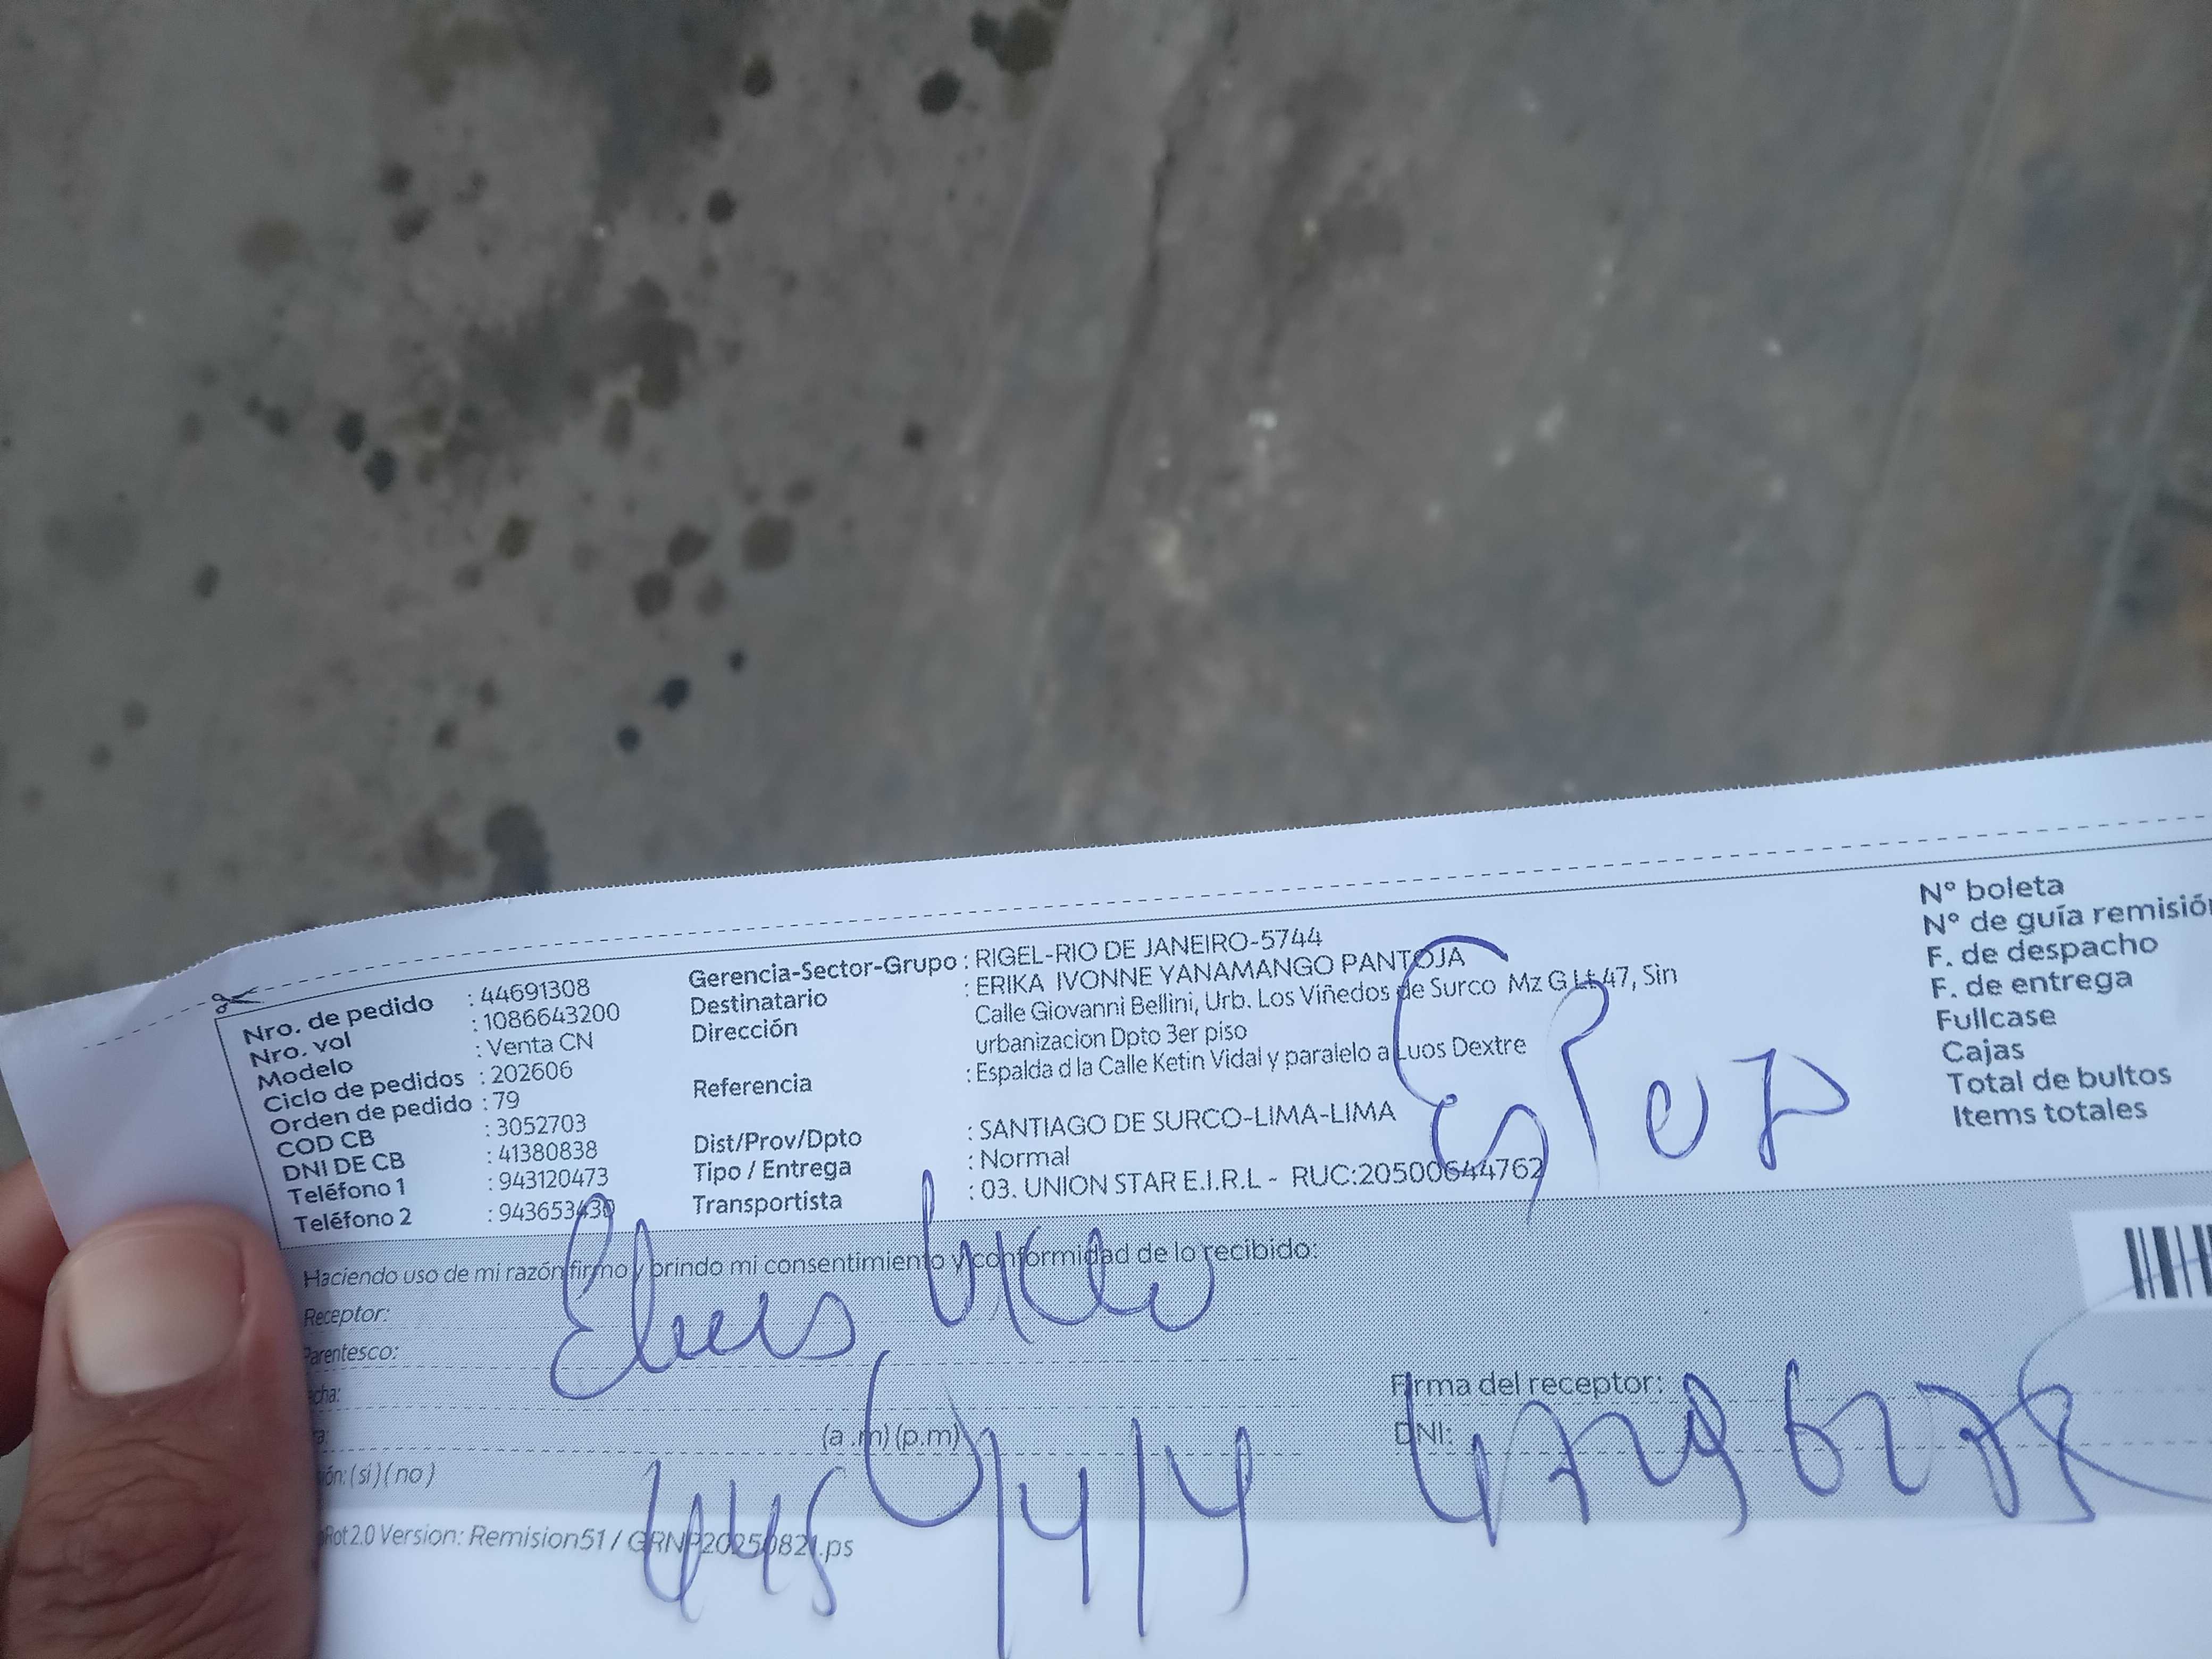 Nro. de pedido : 44691308
Nro. vol : 1086643200
Modelo : Venta CN
Ciclo de pedidos : 202606
Orden de pedido : 79
COD CB : 3052703
DNI DE CB : 41380838
Teléfono 1 : 943120473
Teléfono 2 : 943653430
Gerencia-Sector-Grupo : RIGEL-RIO DE JANEIRO-5744
Destinatario : ERIKA IVONNE YANAMANGO PANTOJA
Dirección Calle Giovanni Bellini, Urb. Los Viñedos de Surco Mz G Lt 47, Sin
urbanizacion Dpto 3er piso
Referencia : Espalda d la Calle Ketin Vidal y paralelo a Luos Dextre
Dist/Prov/Dpto : SANTIAGO DE SURCO-LIMA-LIMA
Tipo / Entrega : Normal
Transportista : 03. UNION STAR E.I.R.L - RUC:20500644762
N° boleta
N° de guía remisión
F. de despacho
F. de entrega
Fullcase
Cajas
Total de bultos
Items totales
Haciendo uso de mi razón firmo y brindo mi consentimiento y conformidad de lo recibido:
Receptor:
Parentesco:
(a .m) (p.m)
( si ) ( no )
Firma del receptor:
DNI:
2.0 Version: Remision51 / GRNP20250821.ps